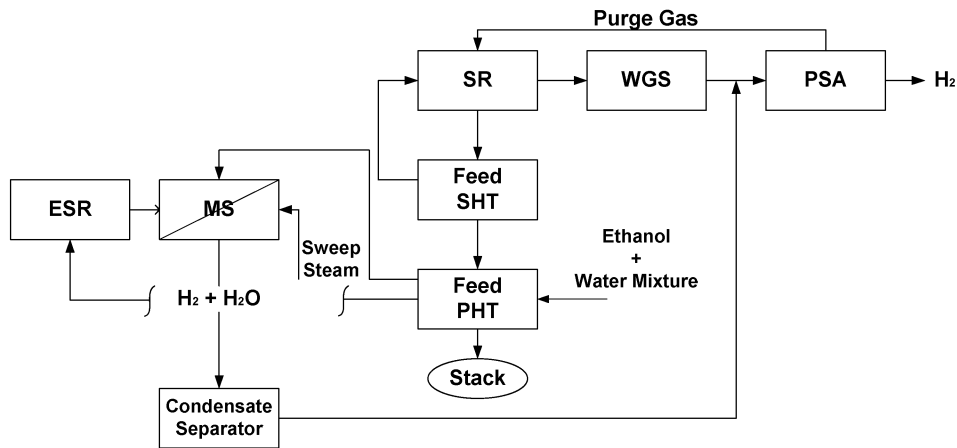 Purge Gas
SR
WGS
PSA
H₂
Feed
SHT
ESR
MS
Sweep
Steam
Ethanol
+
Water Mixture
H₂ + H₂O
Feed
PHT
Stack
Condensate
Separator